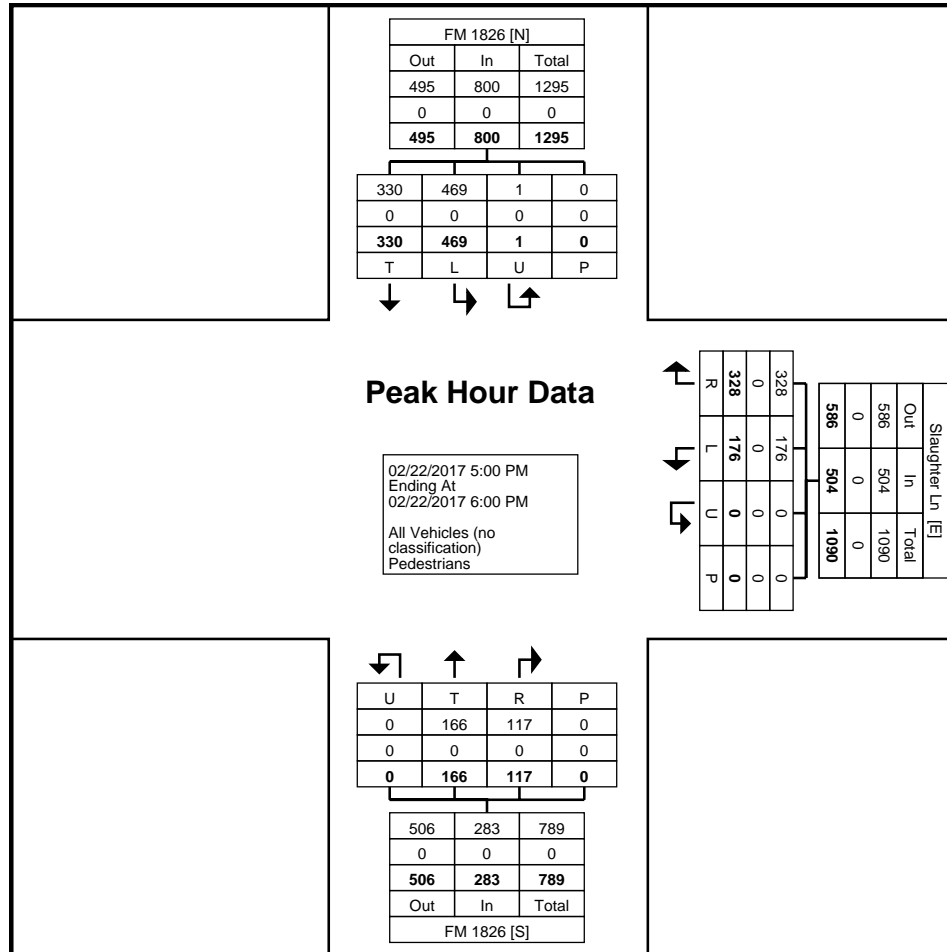 FM 1826 [N]
Out In Total
495 800 1295
0 0 0
495 800 1295
330 469 1 0
0 0 0 0
330 469 1 0
T L U P
Peak Hour Data
02/22/2017 5:00 PM
Ending At
02/22/2017 6:00 PM
All Vehicles (no
classification)
Pedestrians
Slaughter Ln [E]
Out In Total
586 504 1090
0 0 0
586 504 1090
328 176 0 0
0 0 0 0
328 176 0 0
R L U P
U T R P
0 166 117 0
0 0 0 0
0 166 117 0
506 283 789
0 0 0
506 283 789
Out In Total
FM 1826 [S]